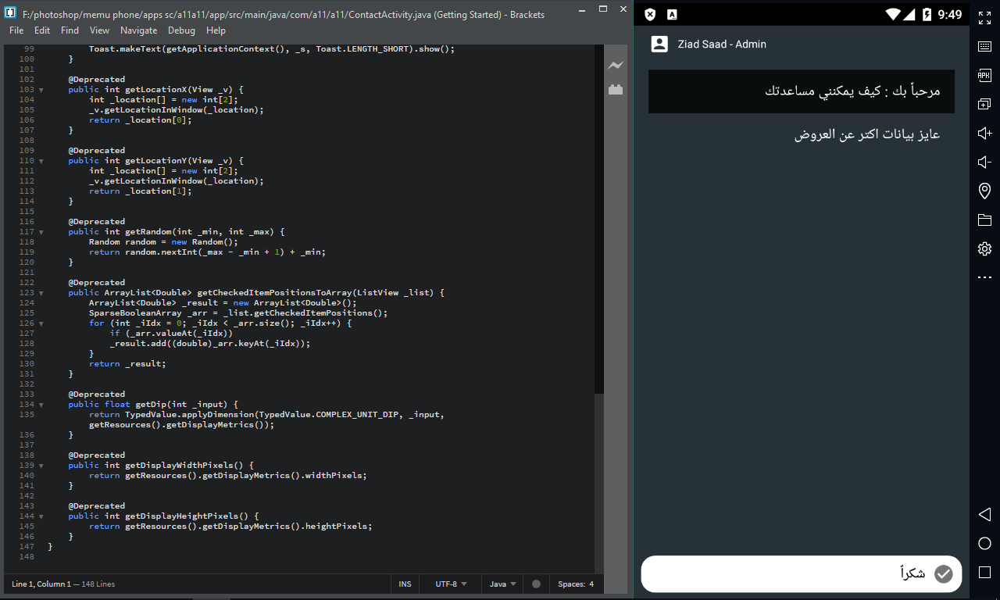 F:/photoshop/memu phone/apps sc/a11a11/app/src/main/java/com/a11/a11/ContactActivity.java (Getting Started) - Brackets
File Edit Find View Navigate Debug Help
99 Toast.makeText(getApplicationContext(), _s, Toast.LENGTH_SHORT).show();
100 }
101
102 @Deprecated
103 public int getLocationX(View _v) {
104 int _location[] = new int[2];
105 _v.getLocationInWindow(_location);
106 return _location[0];
107 }
108
109 @Deprecated
110 public int getLocationY(View _v) {
111 int _location[] = new int[2];
112 _v.getLocationInWindow(_location);
113 return _location[1];
114 }
115
116 @Deprecated
117 public int getRandom(int _min, int _max) {
118 Random random = new Random();
119 return random.nextInt(_max - _min + 1) + _min;
120 }
121
122 @Deprecated
123 public ArrayList<Double> getCheckedItemPositionsToArray(ListView _list) {
124 ArrayList<Double> _result = new ArrayList<Double>();
125 SparseBooleanArray _arr = _list.getCheckedItemPositions();
126 for (int _iIdx = 0; _iIdx < _arr.size(); _iIdx++) {
127 if (_arr.valueAt(_iIdx))
128 _result.add((double)_arr.keyAt(_iIdx));
129 }
130 return _result;
131 }
132
133 @Deprecated
134 public float getDip(int _input) {
135 return TypedValue.applyDimension(TypedValue.COMPLEX_UNIT_DIP, _input,
getResources().getDisplayMetrics());
136 }
137
138 @Deprecated
139 public int getDisplayWidthPixels() {
140 return getResources().getDisplayMetrics().widthPixels;
141 }
142
143 @Deprecated
144 public int getDisplayHeightPixels() {
145 return getResources().getDisplayMetrics().heightPixels;
146 }
147 }
148
Line 1, Column 1 — 148 Lines INS UTF-8 Java Spaces: 4
A 9:49
Ziad Saad - Admin
مرحبأ بك : كيف يمكنني مساعدتك
عايز بيانات اكتر عن العروض
شكرأ
APK